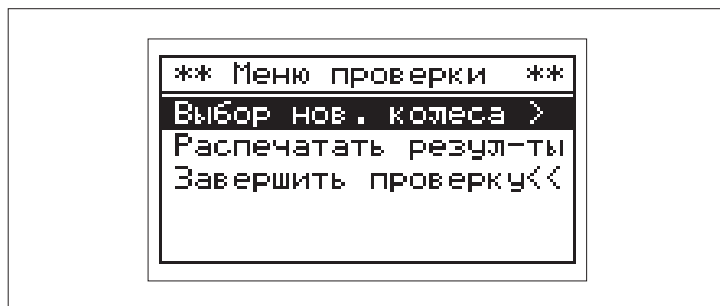 ** Меню проверки **
Выбор нов. колеса >
Распечатать резул-ты
Завершить проверку<<